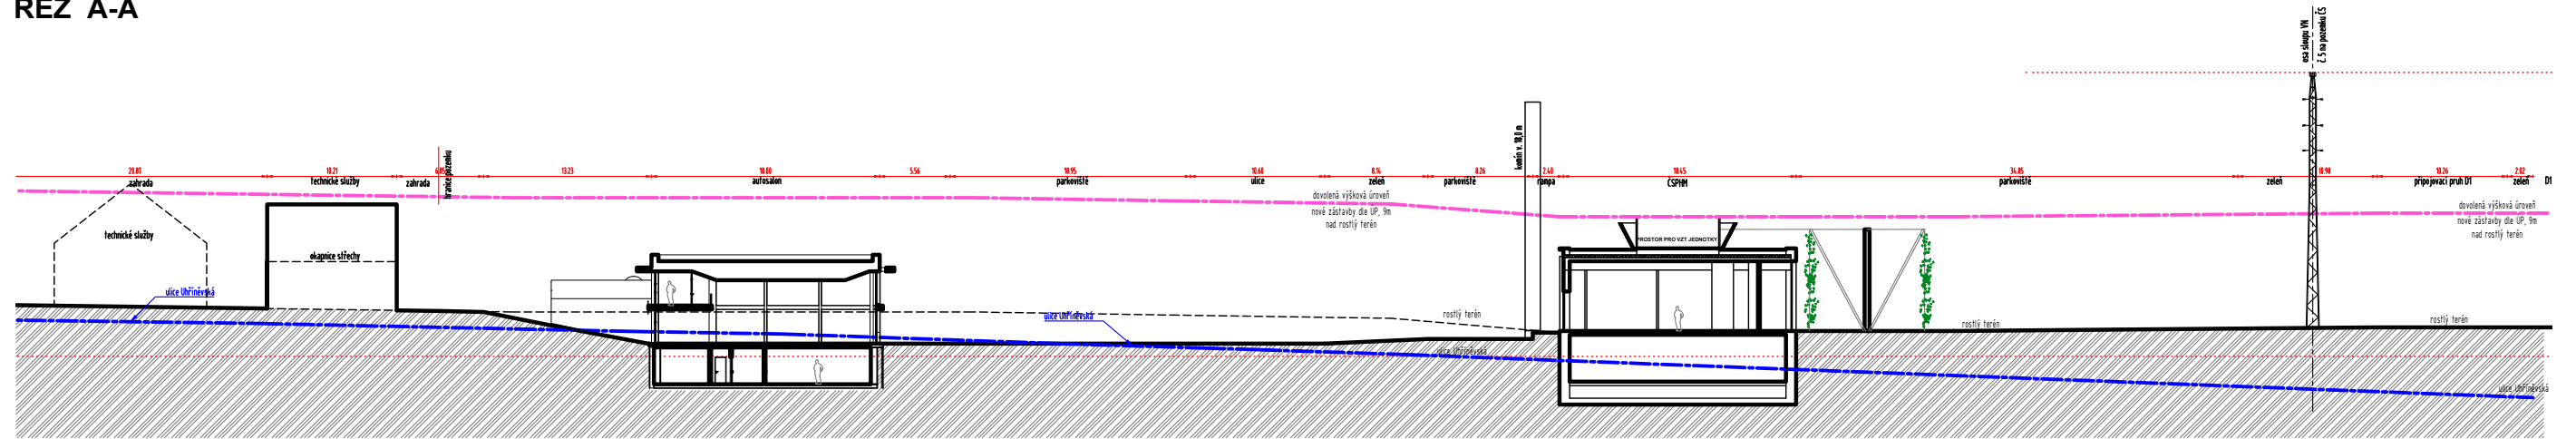 ŘEZ A-A
osa sloupu VN
č.5 na pozemku ČS
komín v. 18,0 m
hranice pozemku
20.87
10.21
6.05
13.23
18.00
5.56
10.95
10.60
8.14
8.26
2.40
18.45
34.85
10.98
10.26
2.02
zahrada
technické služby
zahrada
autosalon
parkoviště
ulice
zeleň
parkoviště
rampa
ČSPHM
parkoviště
zeleň
připojovací pruh D1
zeleň
D1
dovolená výšková úroveň
nové zástavby dle ÚP, 9m
nad rostlý terén
dovolená výšková úroveň
nové zástavby dle ÚP, 9m
nad rostlý terén
technické služby
okapnice střechy
PROSTOR PRO VZT JEDNOTKY
ulice Uhříněvská
ulice Uhříněvská
rostlý terén
rostlý terén
rostlý terén
ulice Uhříněvská
ulice Uhříněvská